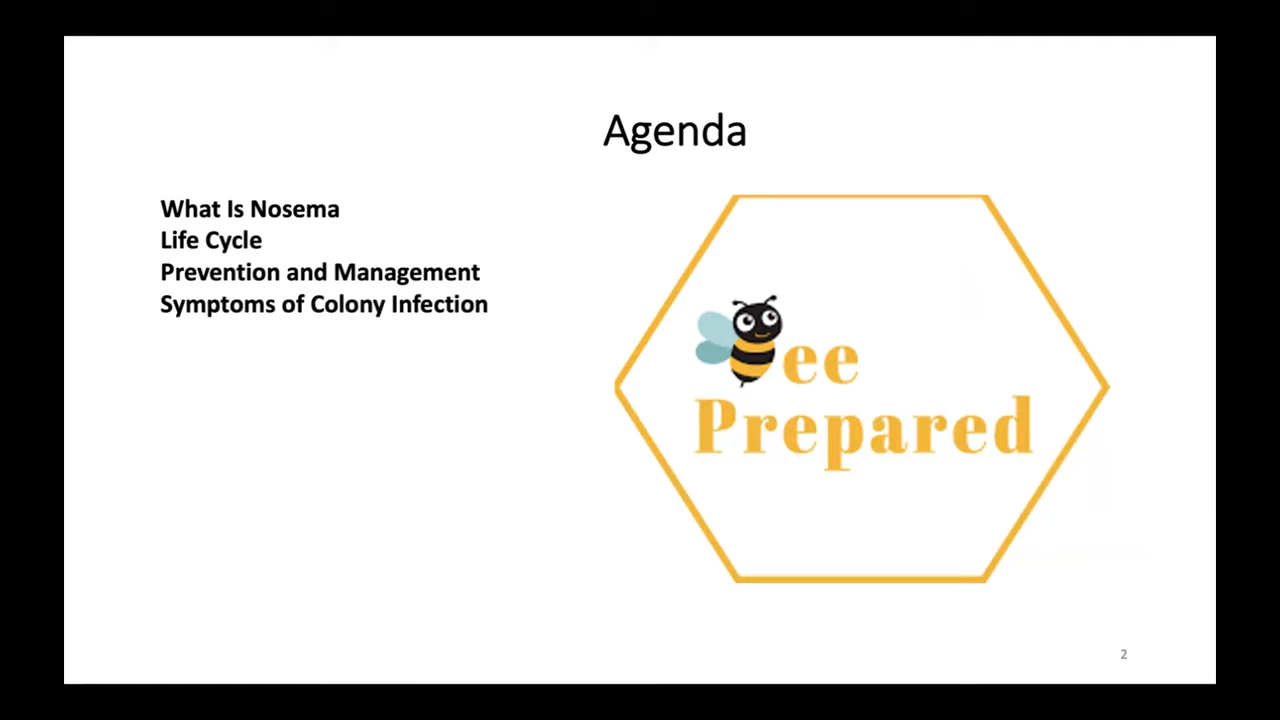 Agenda
What Is Nosema
Life Cycle
Prevention and Management
Symptoms of Colony Infection
ee
Prepared
2